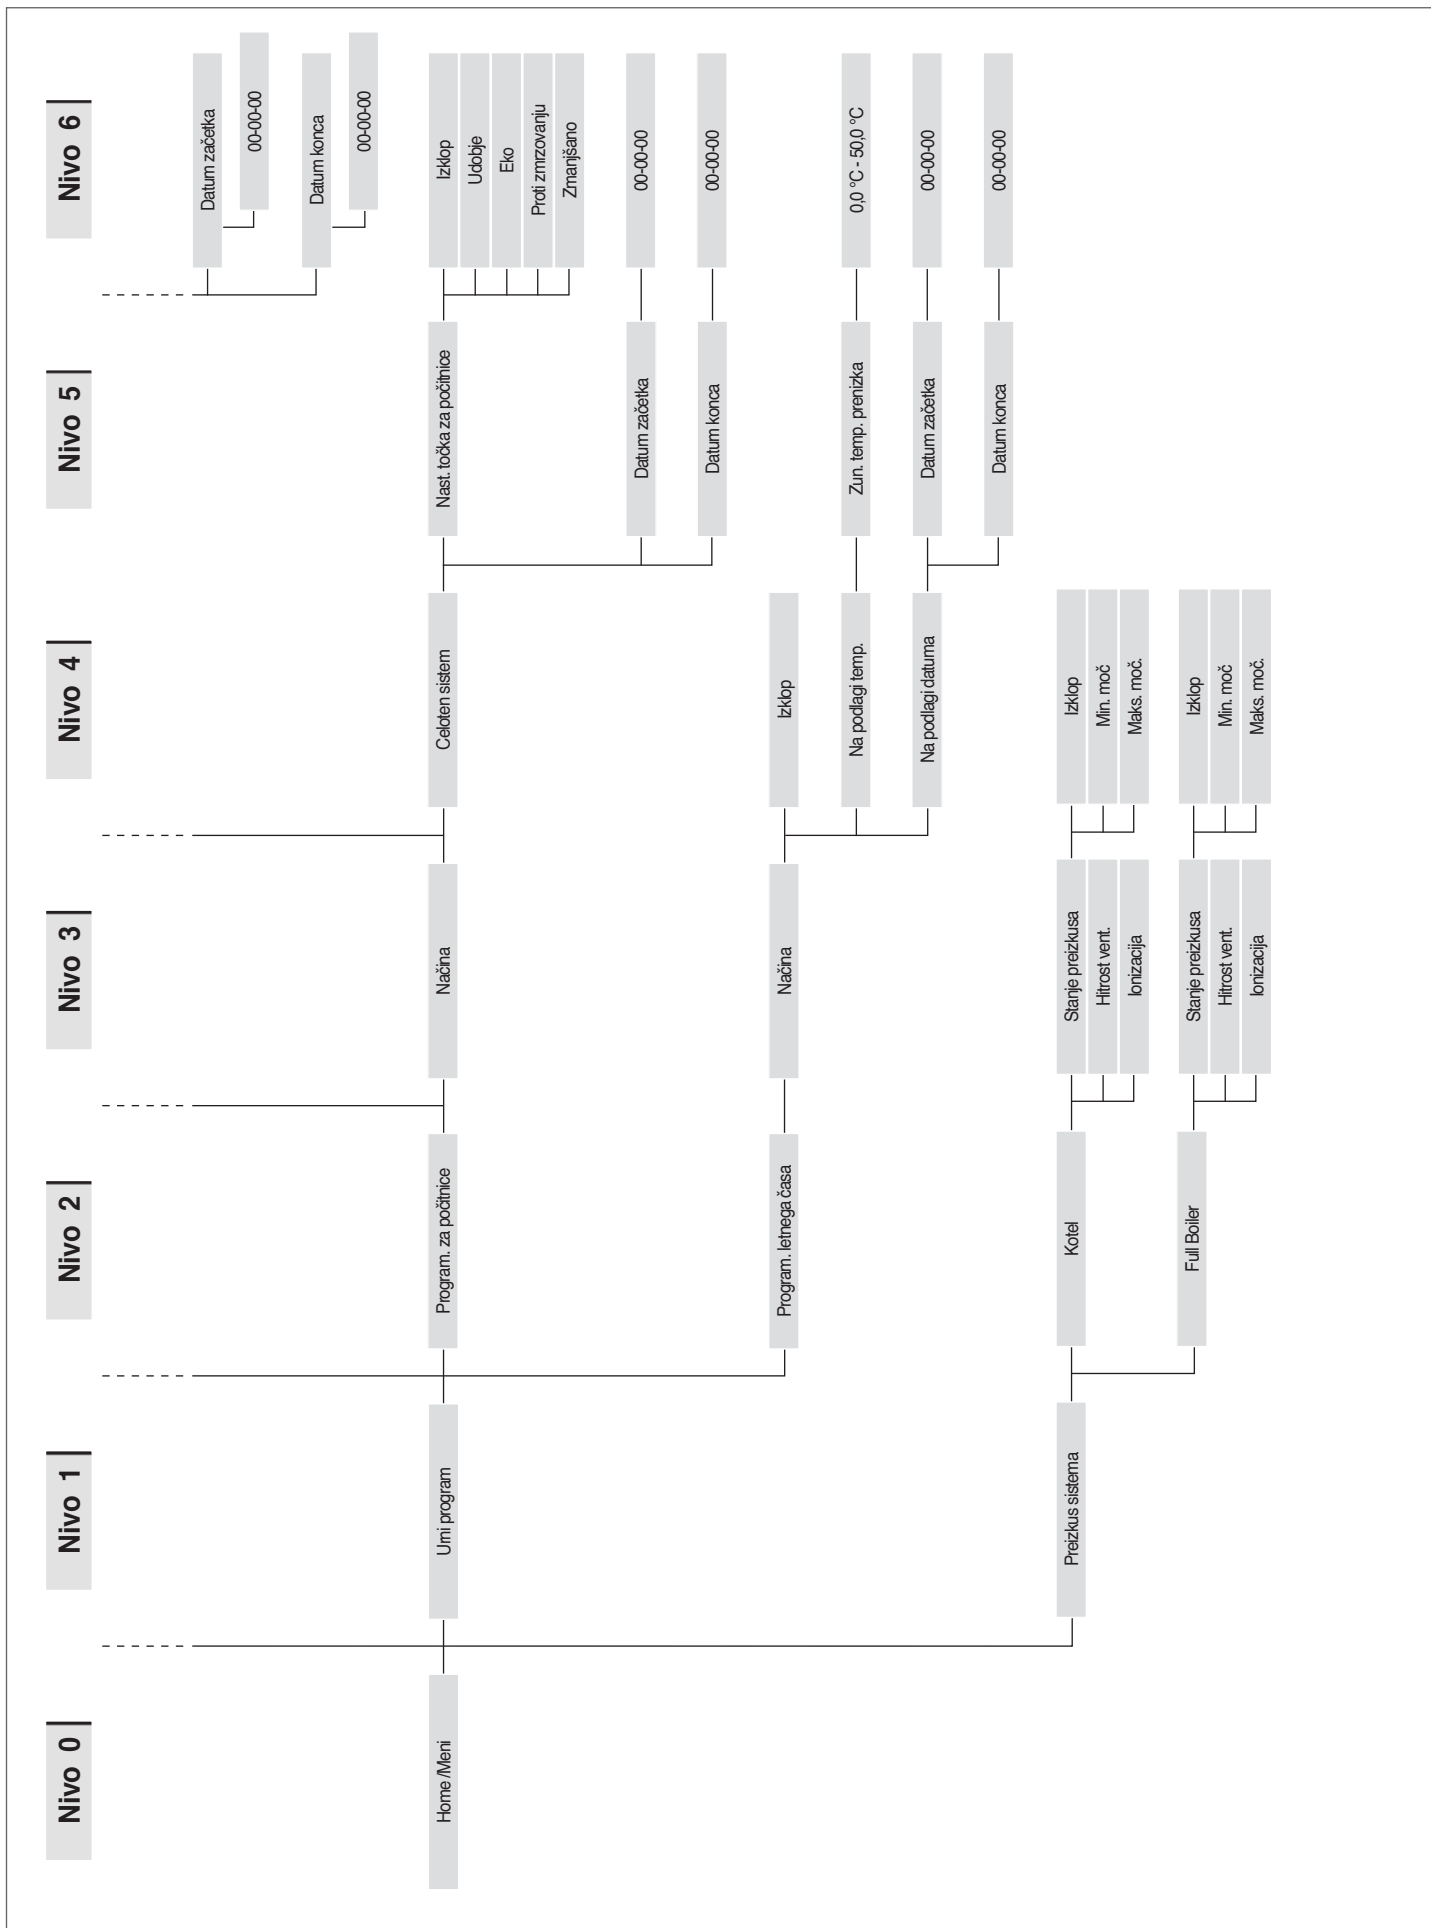 Nivo 0
Nivo 1
Nivo 2
Nivo 3
Nivo 4
Nivo 5
Nivo 6
Datum začetka
00-00-00
Datum konca
00-00-00
Home /Meni
Urni program
Program. za počitnice
Načina
Celoten sistem
Nast. točka za počitnice
Izklop
Udobje
Eko
Proti zmrzovanju
Zmanjšano
Datum začetka
00-00-00
Datum konca
00-00-00
Program. letnega časa
Načina
Izklop
Na podlagi temp.
Zun. temp. prenizka
0,0 °C - 50,0 °C
Na podlagi datuma
Datum začetka
00-00-00
Datum konca
00-00-00
Preizkus sistema
Kotel
Stanje preizkusa
Izklop
Hitrost vent.
Min. moč
Ionizacija
Maks. moč.
Full Boiler
Stanje preizkusa
Izklop
Hitrost vent.
Min. moč
Ionizacija
Maks. moč.